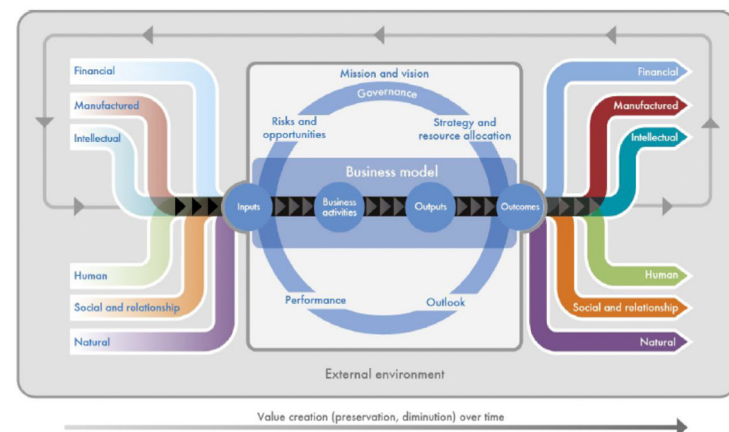 Financial
Manufactured
Intellectual
Human
Social and relationship
Natural
Mission and vision
Governance
Risks and
opportunities
Strategy and
resource allocation
Business model
Inputs
Business
activities
Outputs
Outcomes
Performance
Outlook
Financial
Manufactured
Intellectual
Human
Social and relationship
Natural
External environment
Value creation (preservation, diminution) over time